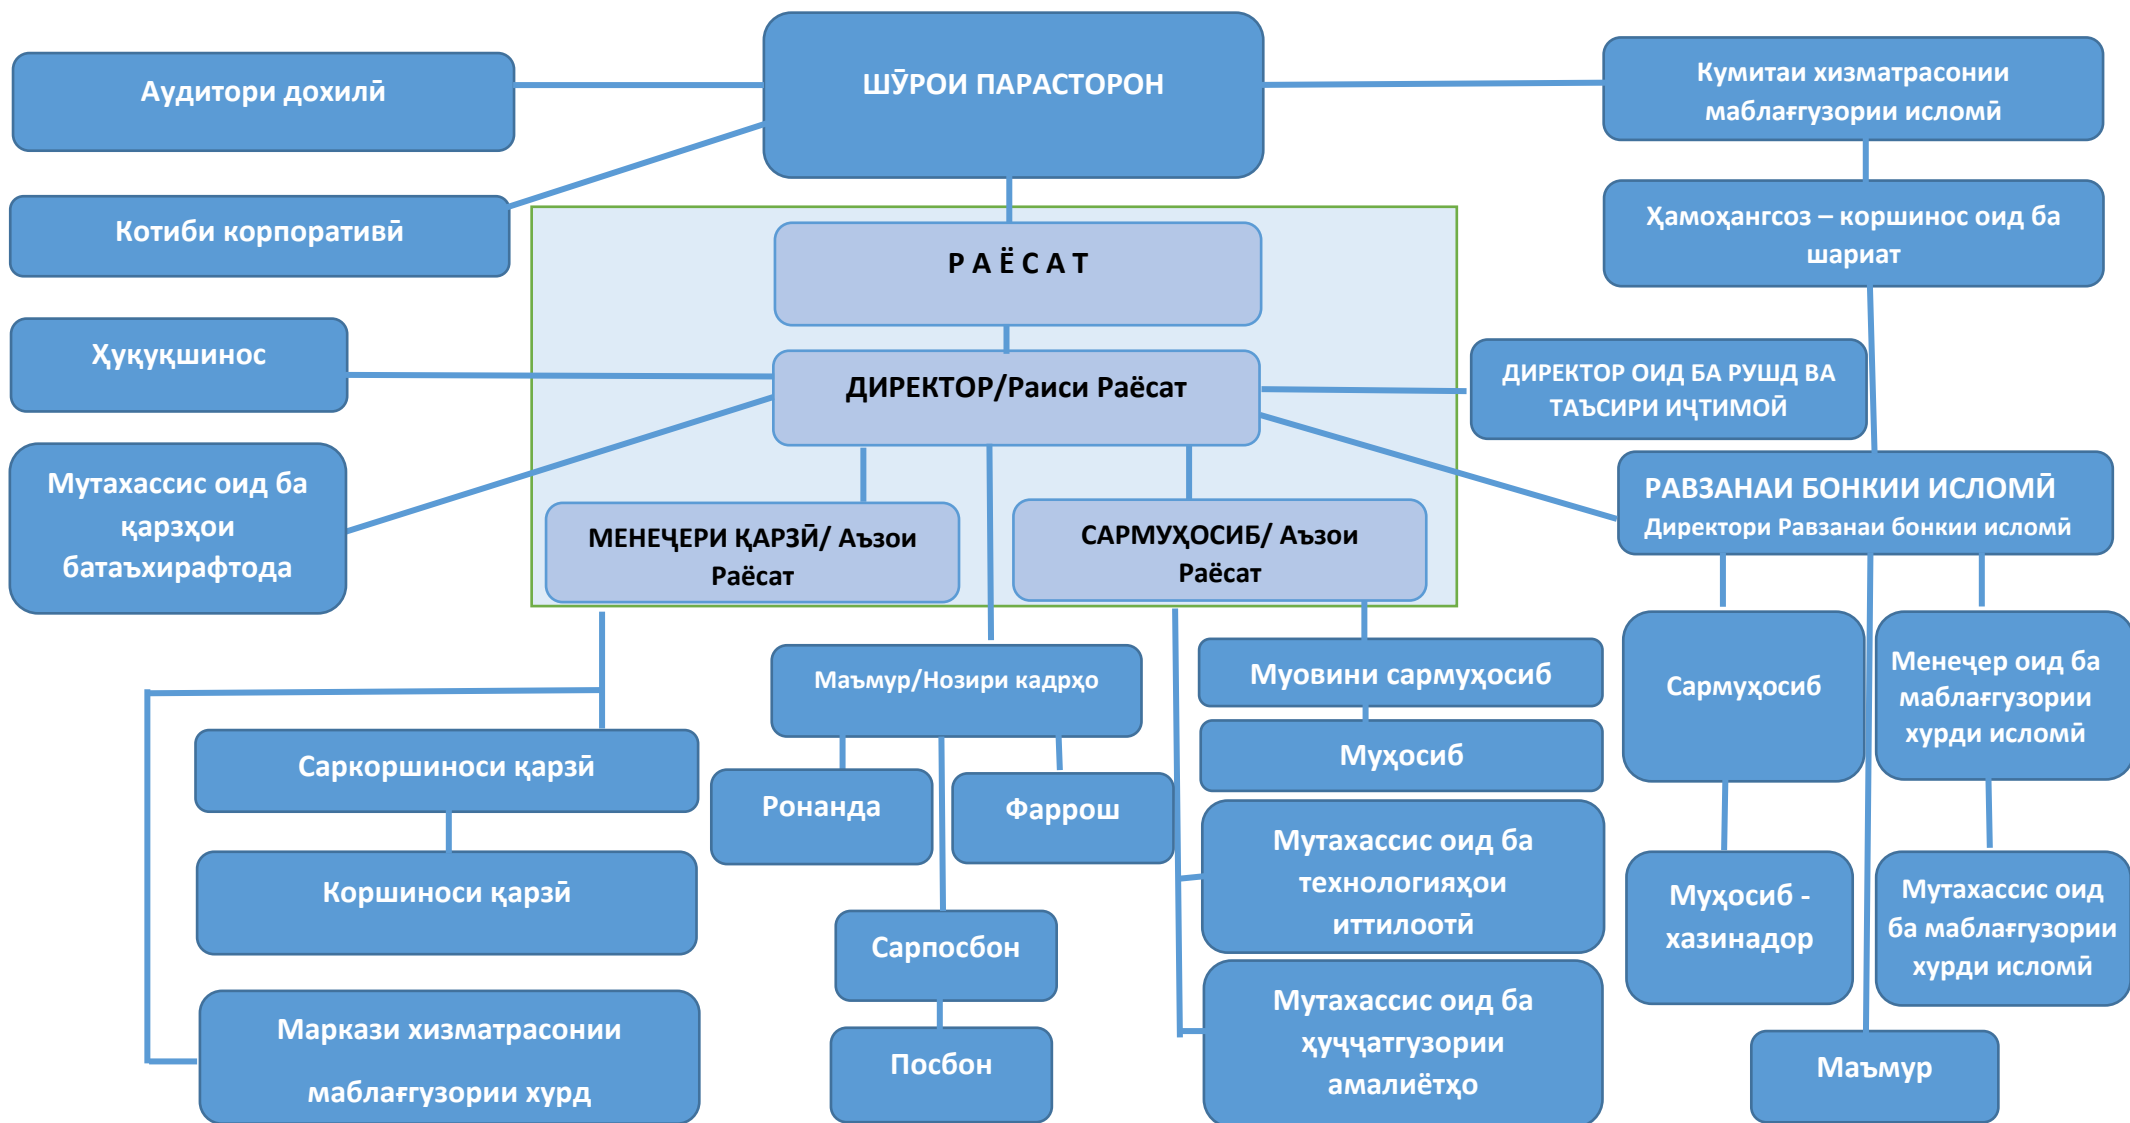 ШӮРОИ ПАРАСТОРОН
Аудитори дохилӣ
Кумитаи хизматрасонии
маблағгузории исломӣ
Котиби корпоративӣ
Ҳамоҳангсоз – коршинос оид ба
шариат
Р А Ё С А Т
Ҳуқуқшинос
ДИРЕКТОР/Раиси Раёсат
ДИРЕКТОР ОИД БА РУШД ВА
ТАЪСИРИ ИҶТИМОӢ
Мутахассис оид ба
қарзҳои
батаъхирафтода
МЕНЕҶЕРИ ҚАРЗӢ/ Аъзои
Раёсат
САРМУҲОСИБ/ Аъзои
Раёсат
РАВЗАНАИ БОНКИИ ИСЛОМӢ
Директори Равзанаи бонкии исломӣ
Маъмур/Нозири кадрҳо
Муовини сармуҳосиб
Сармуҳосиб
Менеҷер оид ба
маблағгузории
хурди исломӣ
Саркоршиноси қарзӣ
Муҳосиб
Ронанда
Фаррош
Мутахассис оид ба
технологияҳои
иттилоотӣ
Коршиноси қарзӣ
Сарпосбон
Муҳосиб -
хазинадор
Мутахассис оид
ба маблағгузории
хурди исломӣ
Маркази хизматрасонии
маблағгузории хурд
Посбон
Мутахассис оид ба
ҳуҷҷатгузории
амалиётҳо
Маъмур